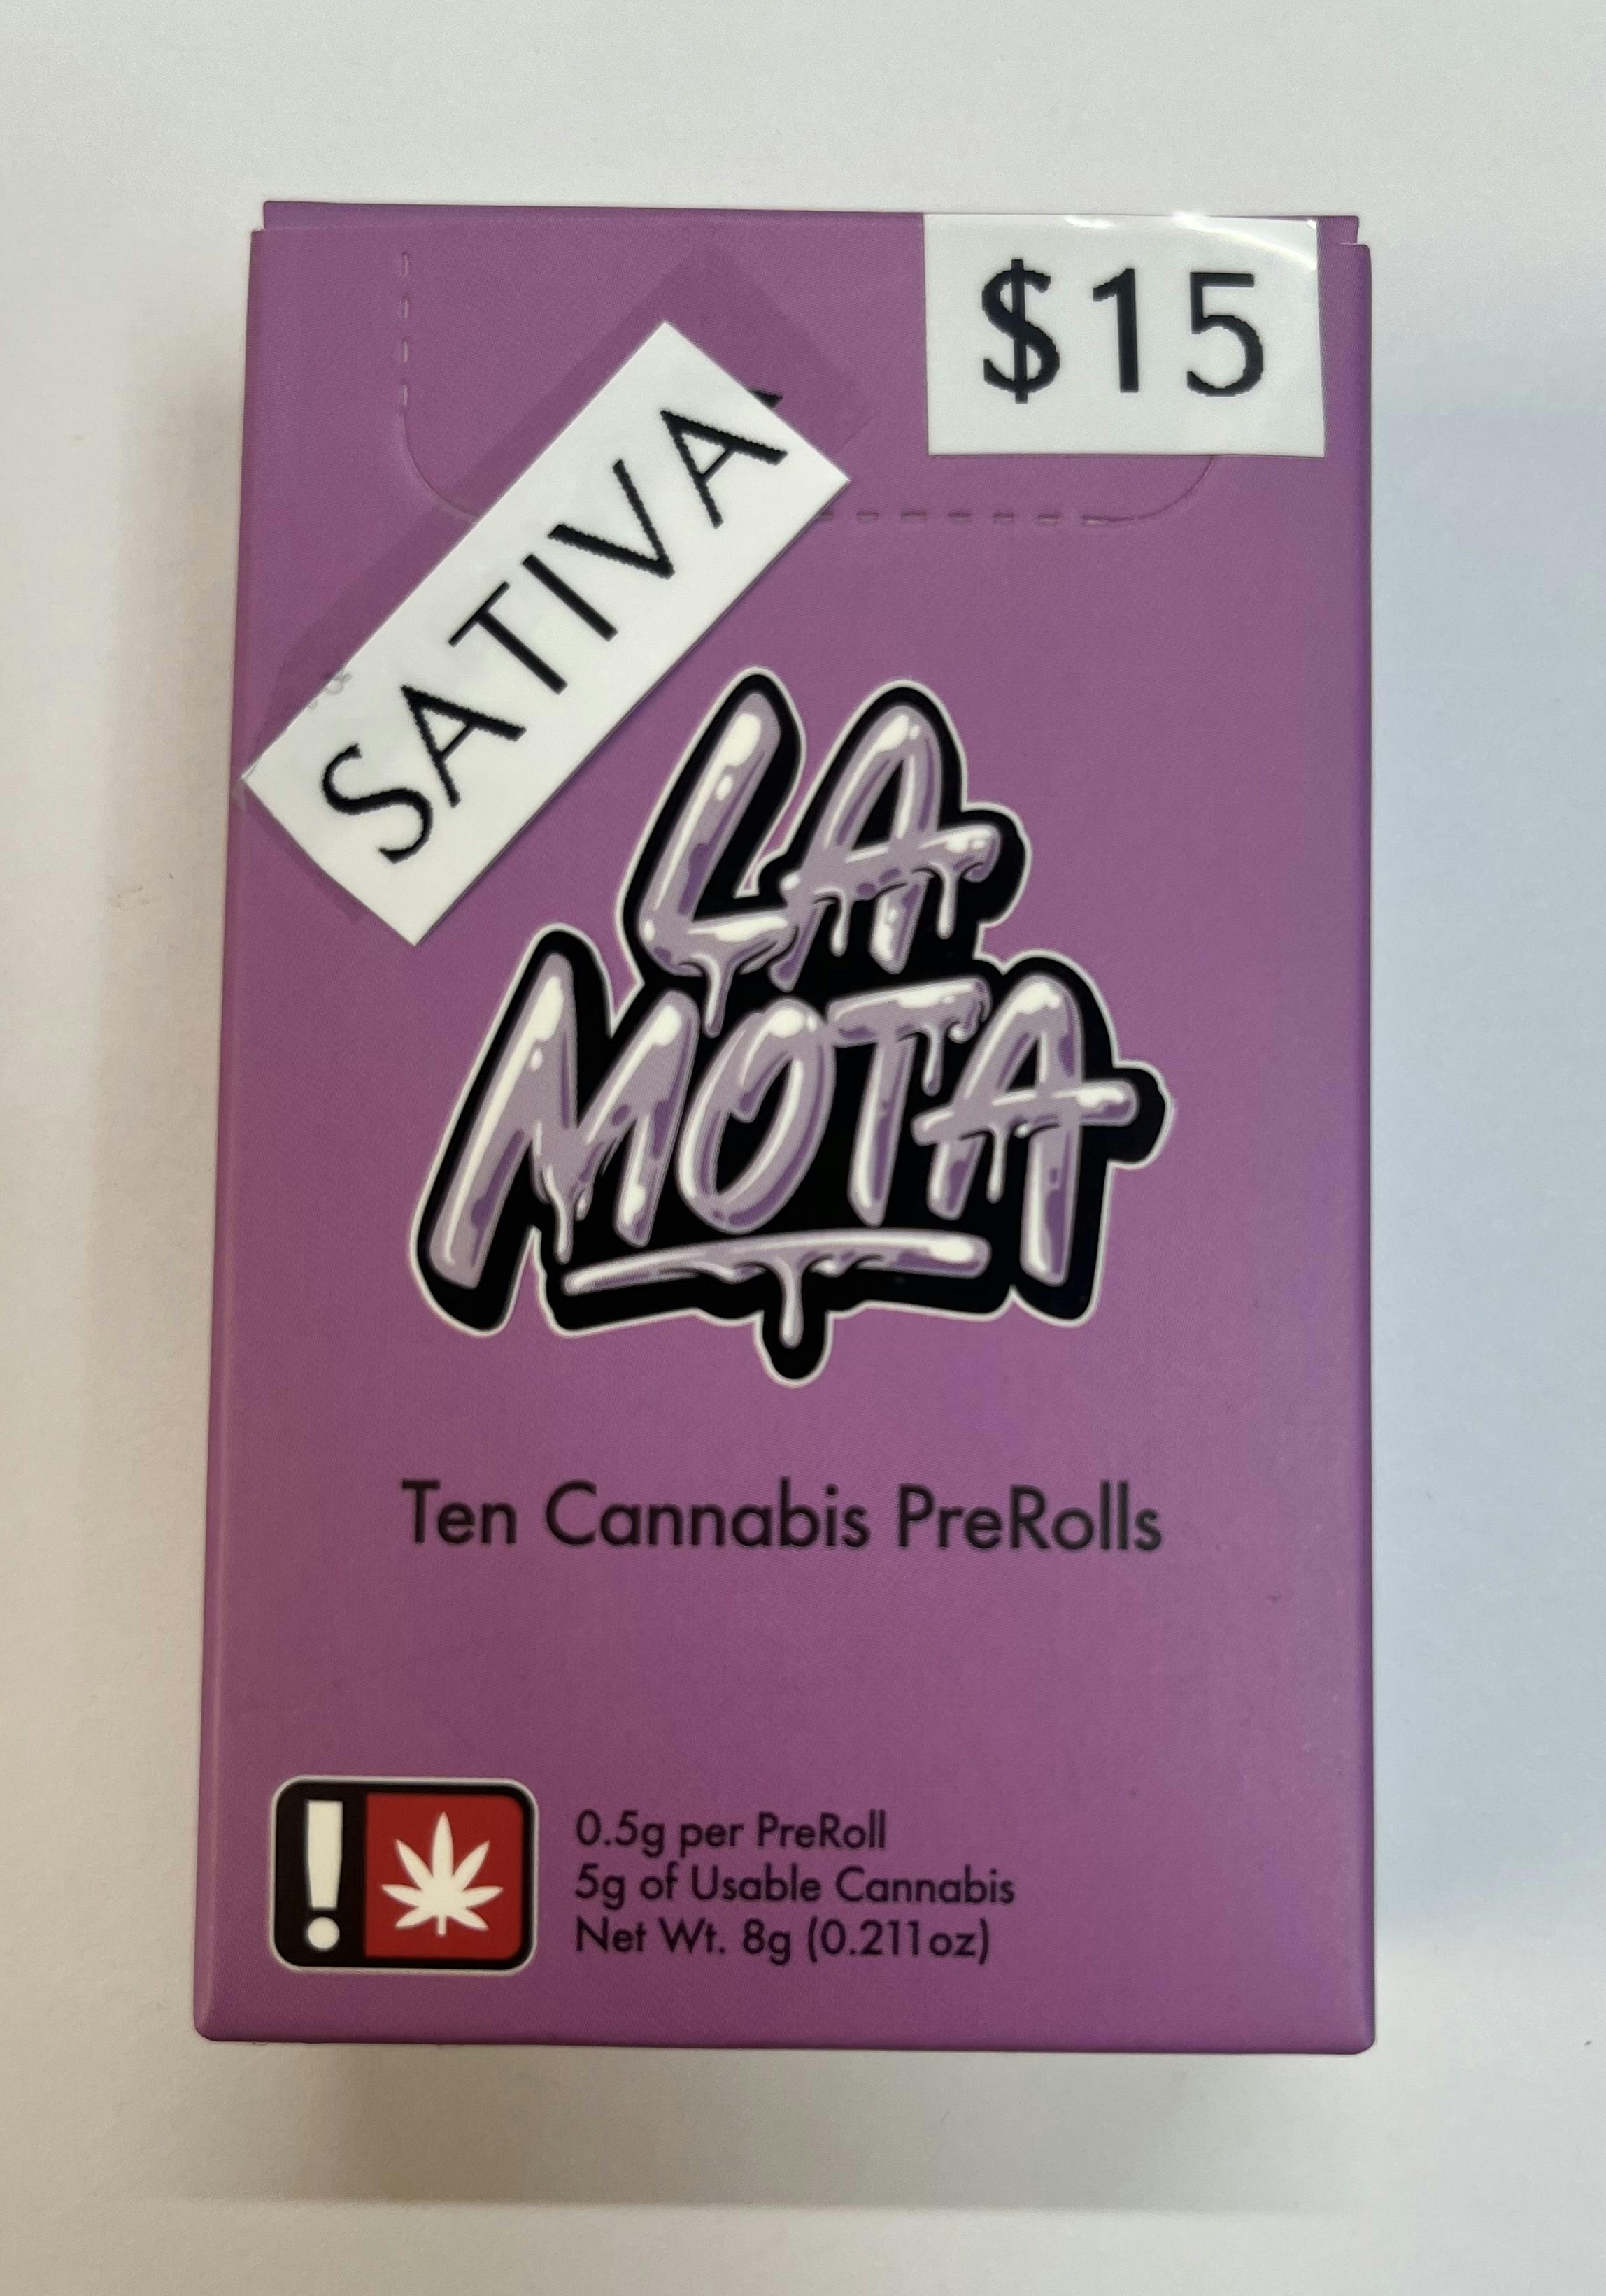 $15
SATIVA
LA
MOTA
Ten Cannabis PreRolls
0.5g per PreRoll
5g of Usable Cannabis
Net Wt. 8g (0.211oz)